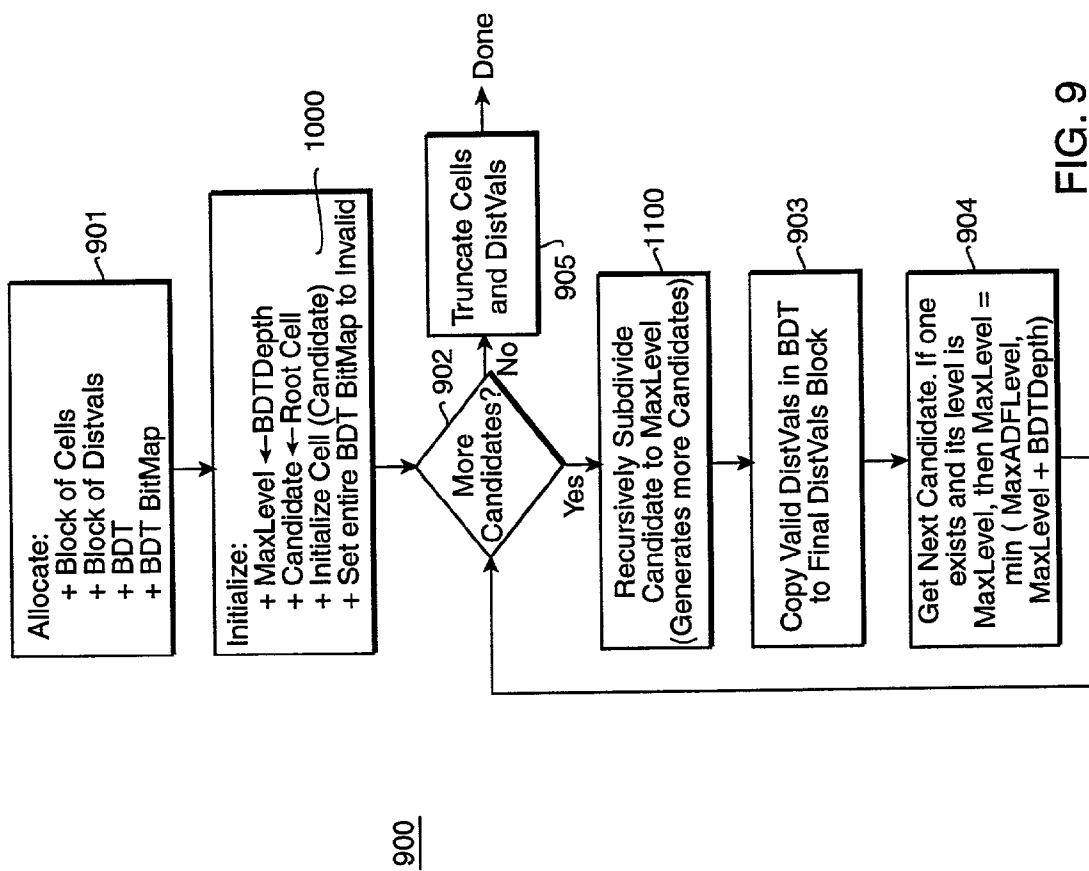 900
Allocate:
+ Block of Cells
+ Block of Distvals
+ BDT
+ BDT BitMap
901
Initialize:
+ MaxLevel ←BDTDepth
+ Candidate ←Root Cell
+ Initialize Cell (Candidate)
+ Set entire BDT BitMap to Invalid
1000
More
Candidates?
902
No
Truncate Cells
and DistVals
905
Done
Yes
Recursively Subdivide
Candidate to MaxLevel
(Generates more Candidates)
1100
Copy Valid DistVals in BDT
to Final DistVals Block
903
Get Next Candidate. If one
exists and its level is
MaxLevel, then MaxLevel =
min ( MaxADFLevel,
MaxLevel + BDTDepth)
904
FIG. 9